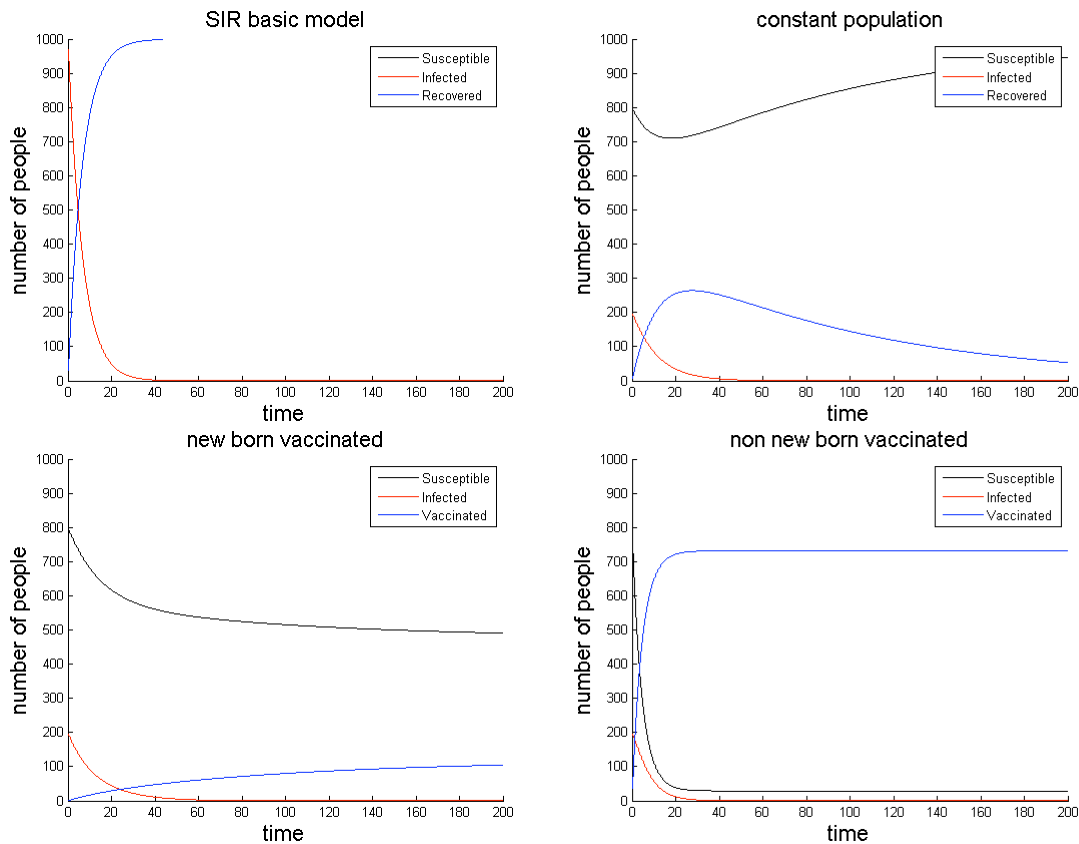 SIR basic model
1000
900
800
700
600
500
400
300
200
100
0
number of people
Susceptible
Infected
Recovered
0 20 40 60 80 100 120 140 160 180 200
time
constant population
1000
900
800
700
600
500
400
300
200
100
0
number of people
Susceptible
Infected
Recovered
0 20 40 60 80 100 120 140 160 180 200
time
new born vaccinated
1000
900
800
700
600
500
400
300
200
100
0
number of people
Susceptible
Infected
Vaccinated
0 20 40 60 80 100 120 140 160 180 200
time
non new born vaccinated
1000
900
800
700
600
500
400
300
200
100
0
number of people
Susceptible
Infected
Vaccinated
0 20 40 60 80 100 120 140 160 180 200
time